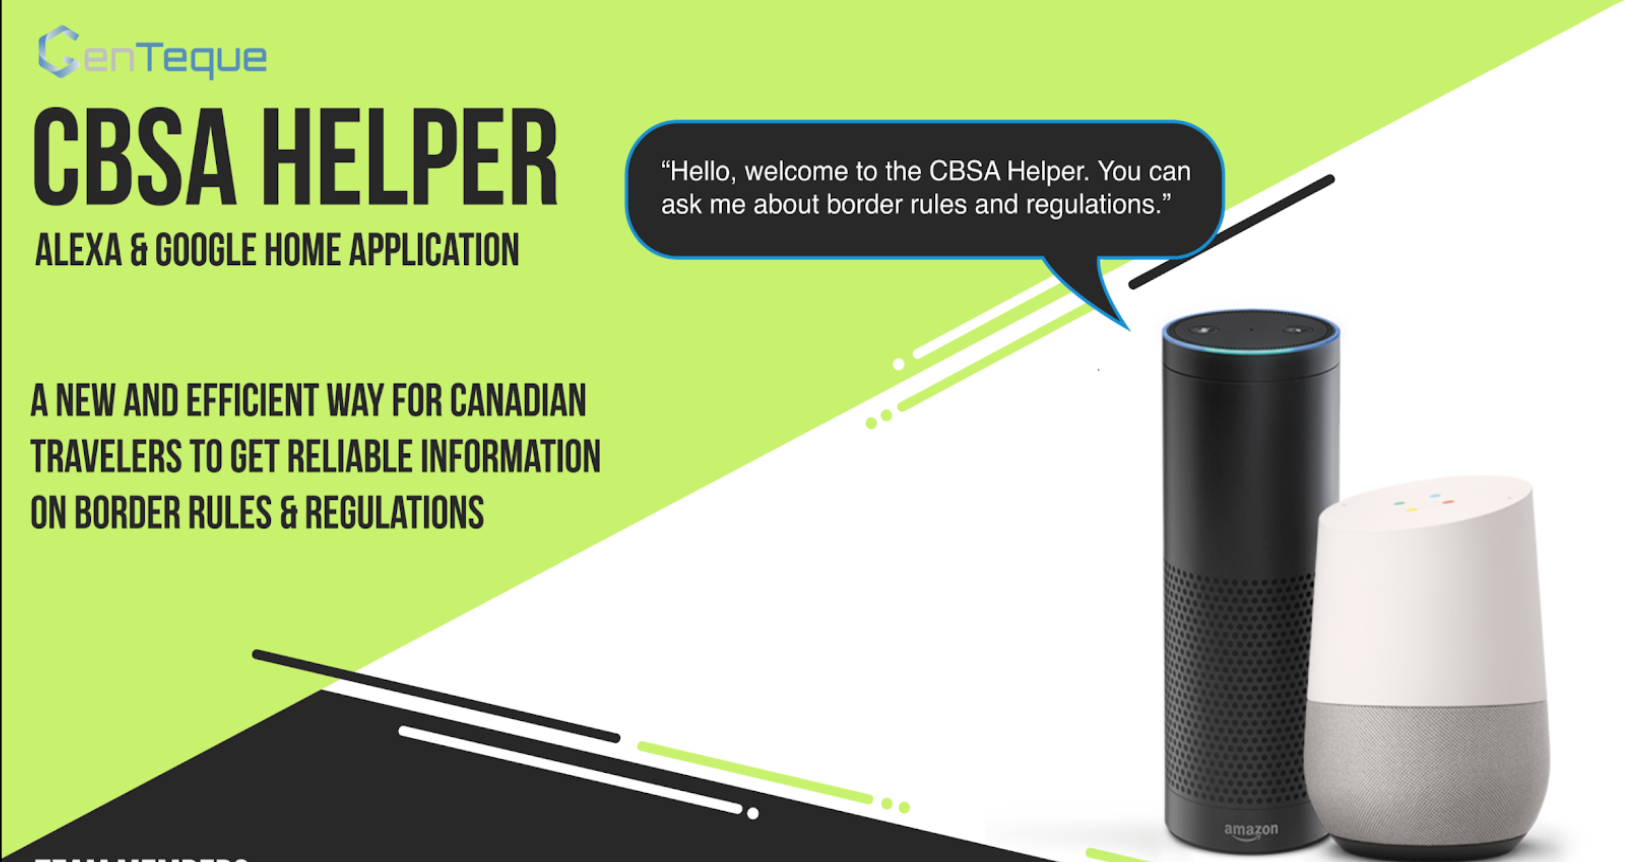 GenTeque
CBSA HELPER
ALEXA & GOOGLE HOME APPLICATION
“Hello, welcome to the CBSA Helper. You can
ask me about border rules and regulations.”
A NEW AND EFFICIENT WAY FOR CANADIAN
TRAVELERS TO GET RELIABLE INFORMATION
ON BORDER RULES & REGULATIONS
amazon
TEAM MEMBERS